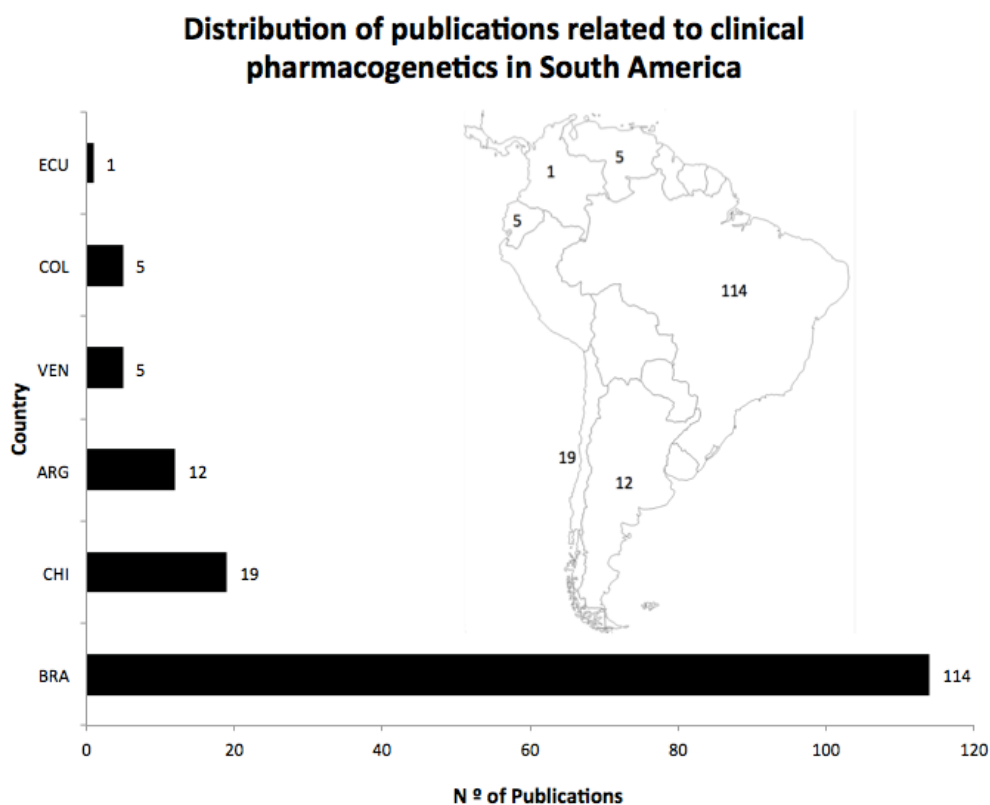 Distribution of publications related to clinical
pharmacogenetics in South America
ECU
1
COL
5
VEN
5
ARG
12
CHI
19
BRA
114
Country
0 20 40 60 80 100 120
N º of Publications
1
5
5
114
19
12